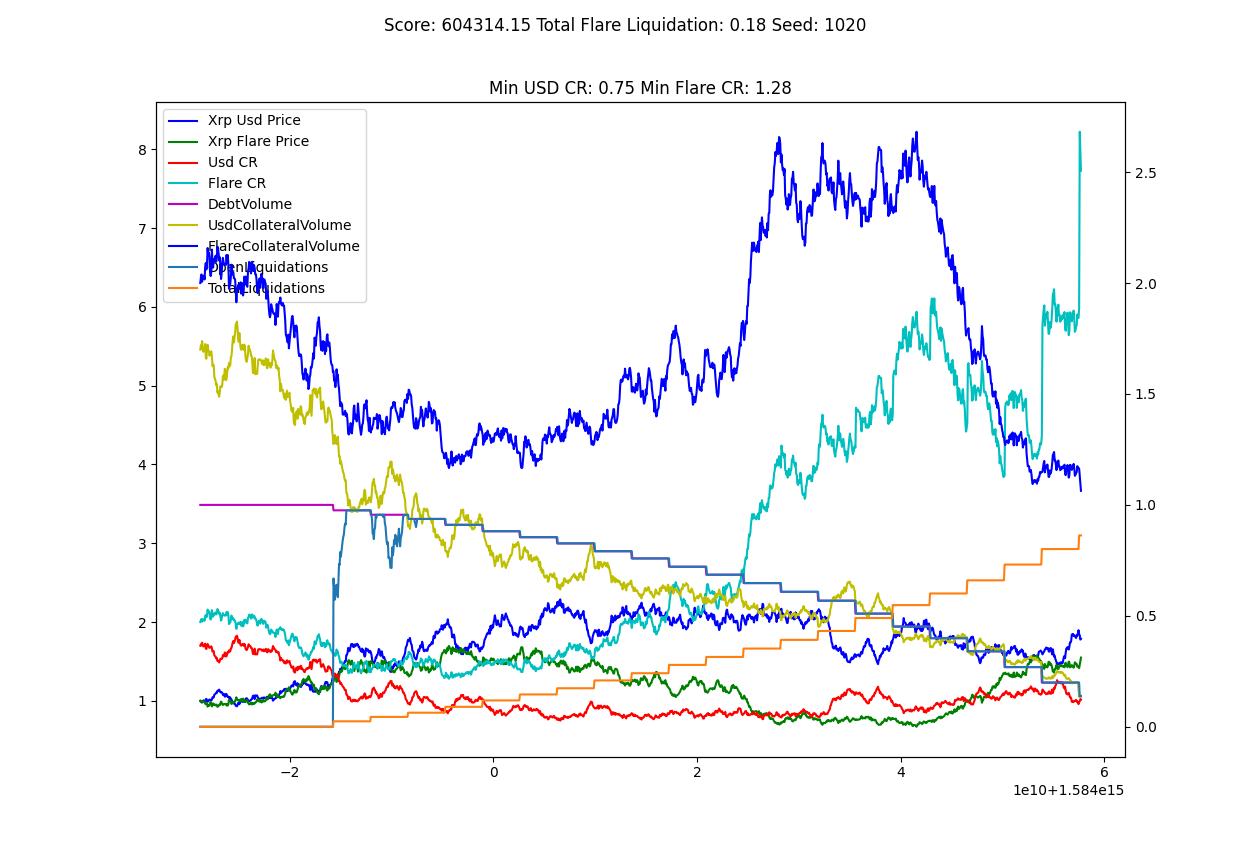 Score: 604314.15 Total Flare Liquidation: 0.18 Seed: 1020
Min USD CR: 0.75 Min Flare CR: 1.28
Xrp Usd Price
Xrp Flare Price
Usd CR
Flare CR
DebtVolume
UsdCollateralVolume
FlareCollateralVolume
OpenLiquidations
TotalLiquidations
8
7
6
5
4
3
2
1
2.5
2.0
1.5
1.0
0.5
0.0
−2
0
2
4
6
1e10+1.584e15